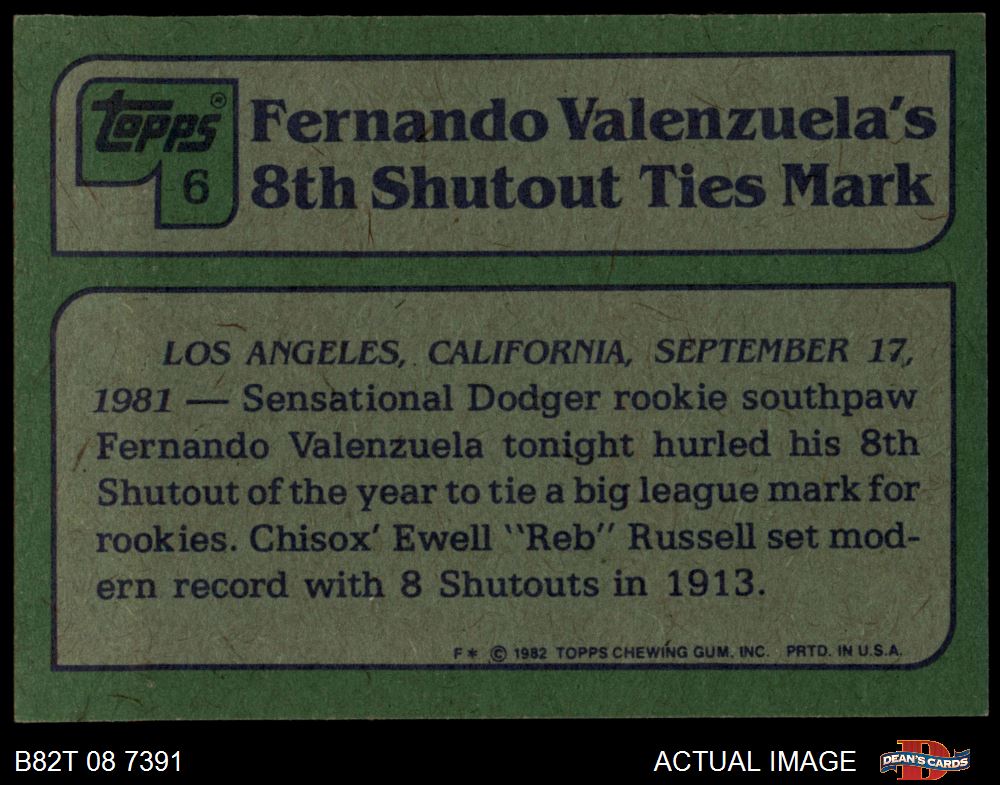 topps®
6
Fernando Valenzuela's
8th Shutout Ties Mark
LOS ANGELES, CALIFORNIA, SEPTEMBER 17,
1981 — Sensational Dodger rookie southpaw
Fernando Valenzuela tonight hurled his 8th
Shutout of the year to tie a big league mark for
rookies. Chisox' Ewell "Reb" Russell set mod-
ern record with 8 Shutouts in 1913.
F* © 1982 TOPPS CHEWING GUM, INC. PRTD. IN U.S.A.
B82T 08 7391
ACTUAL IMAGE
DEAN'S CARDS